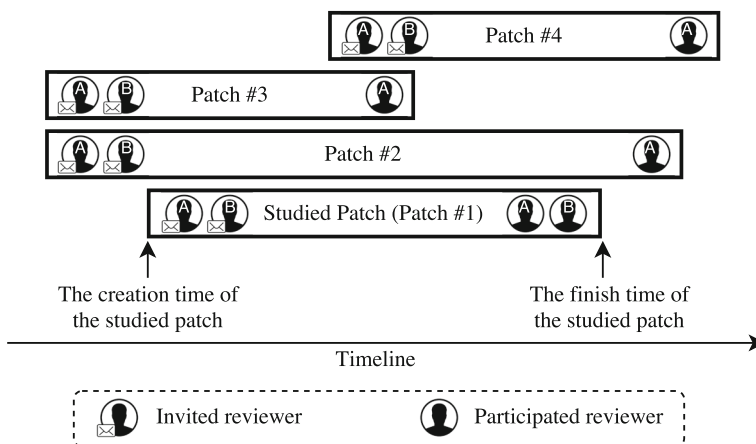 A B Patch #4 A
A B Patch #3 A
A B Patch #2 A
A B Studied Patch (Patch #1) A B
The creation time of
the studied patch
The finish time of
the studied patch
Timeline
Invited reviewer
Participated reviewer